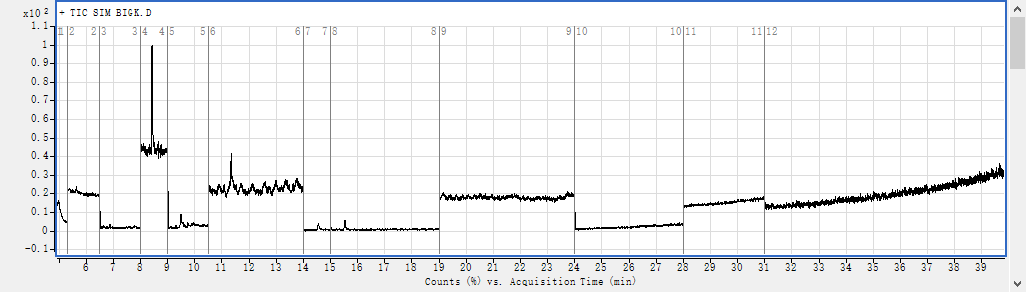 x10 2
+ TIC SIM BIGK.D
1.1
1 2 2 3 3 4 4 5 5 6 6 7 7 8 8 9 9 10 10 11 11 12
1
0.9
0.8
0.7
0.6
0.5
0.4
0.3
0.2
0.1
0
-0.1
6 7 8 9 10 11 12 13 14 15 16 17 18 19 20 21 22 23 24 25 26 27 28 29 30 31 32 33 34 35 36 37 38 39
Counts (%) vs. Acquisition Time (min)